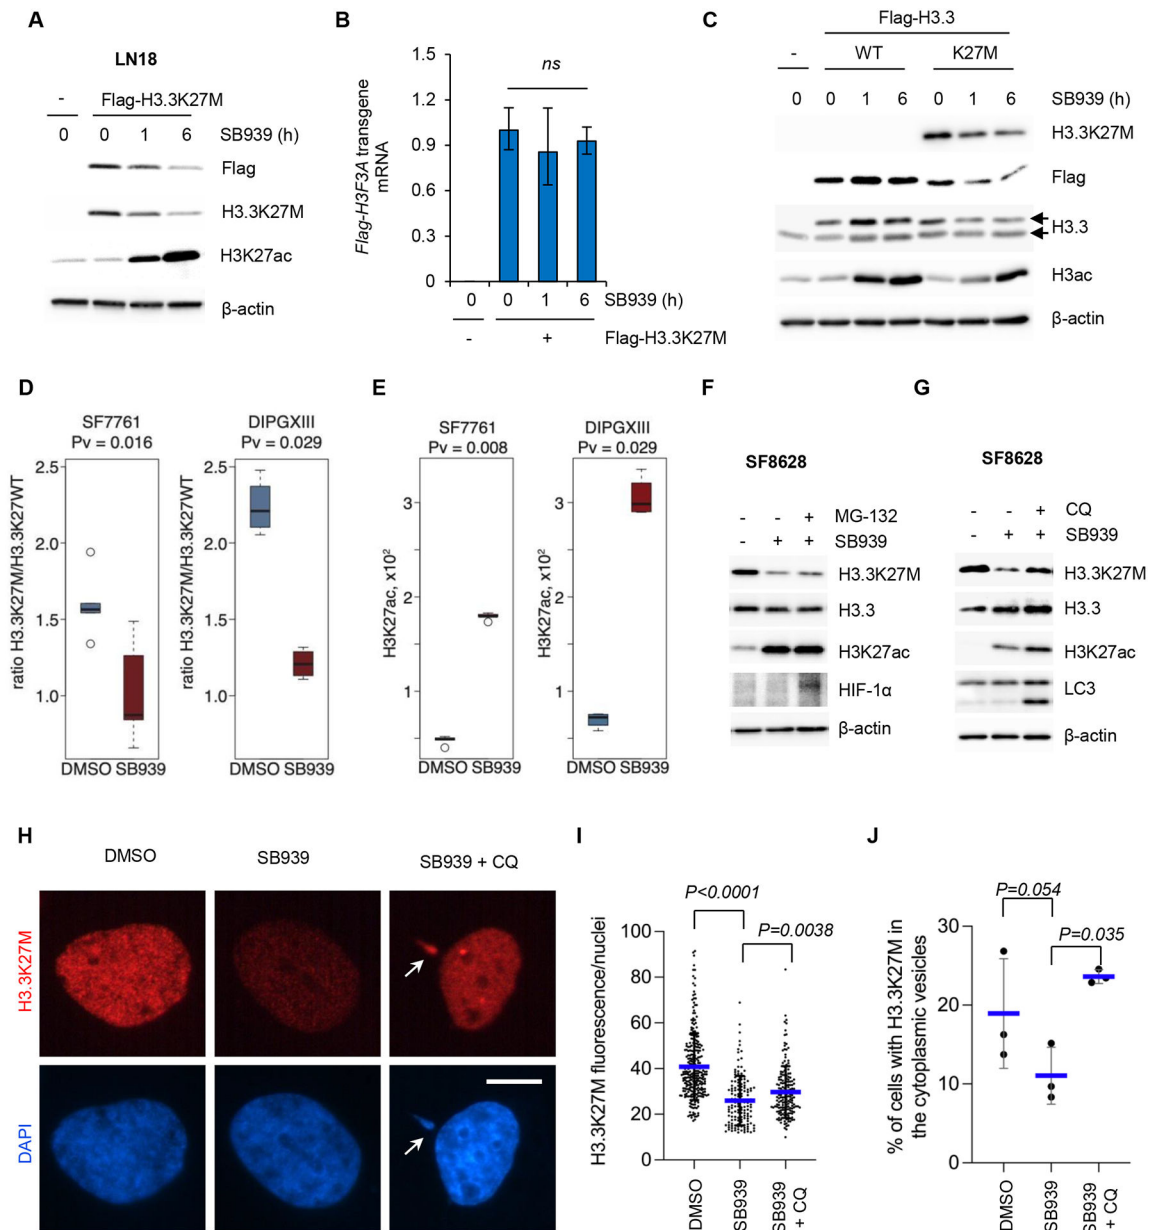 A
LN18
- Flag-H3.3K27M
0 0 1 6 SB939 (h)
Flag
H3.3K27M
H3K27ac
β-actin
B
Flag-H3F3A transgene
mRNA
1.5
1.2
0.9
0.6
0.3
0
ns
0 0 1 6 SB939 (h)
- + Flag-H3.3K27M
C
Flag-H3.3
- WT K27M
0 0 1 6 0 1 6 SB939 (h)
H3.3K27M
Flag
H3.3
H3ac
β-actin
D
SF7761
Pv = 0.016
ratio H3.3K27M/H3.3K27WT
2.5
2.0
1.5
1.0
DMSO SB939
DIPGXIII
Pv = 0.029
ratio H3.3K27M/H3.3K27WT
2.5
2.0
1.5
1.0
DMSO SB939
E
SF7761
Pv = 0.008
H3K27ac, x10²
3
2
1
DMSO SB939
DIPGXIII
Pv = 0.029
H3K27ac, x10²
3
2
1
DMSO SB939
F
SF8628
- - + MG-132
- + + SB939
H3.3K27M
H3.3
H3K27ac
HIF-1α
β-actin
G
SF8628
- - + CQ
- + + SB939
H3.3K27M
H3.3
H3K27ac
LC3
β-actin
H
DMSO SB939 SB939 + CQ
H3.3K27M
DAPI
I
P<0.0001
P=0.0038
H3.3K27M fluorescence/nuclei
100
80
60
40
20
0
DMSO
SB939
SB939
+ CQ
J
P=0.054
P=0.035
% of cells with H3.3K27M in
the cytoplasmic vesicles
30
20
10
0
DMSO
SB939
SB939
+ CQ